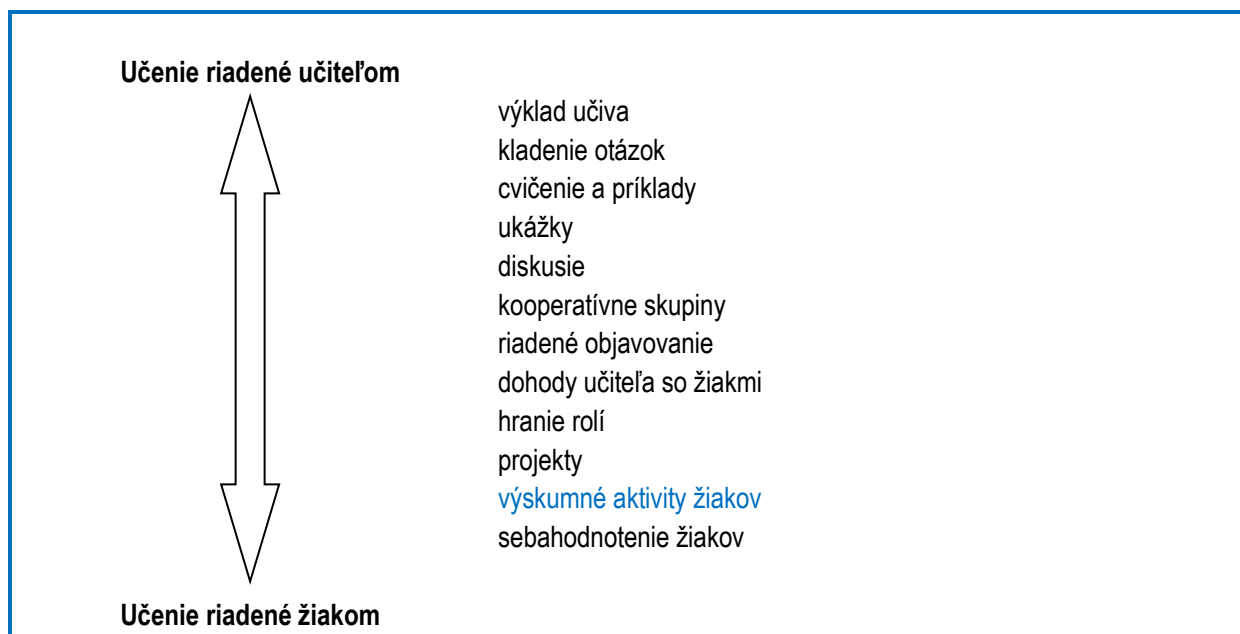 Učenie riadené učiteľom
výklad učiva
kladenie otázok
cvičenie a príklady
ukážky
diskusie
kooperatívne skupiny
riadené objavovanie
dohody učiteľa so žiakmi
hranie rolí
projekty
výskumné aktivity žiakov
sebahodnotenie žiakov
Učenie riadené žiakom